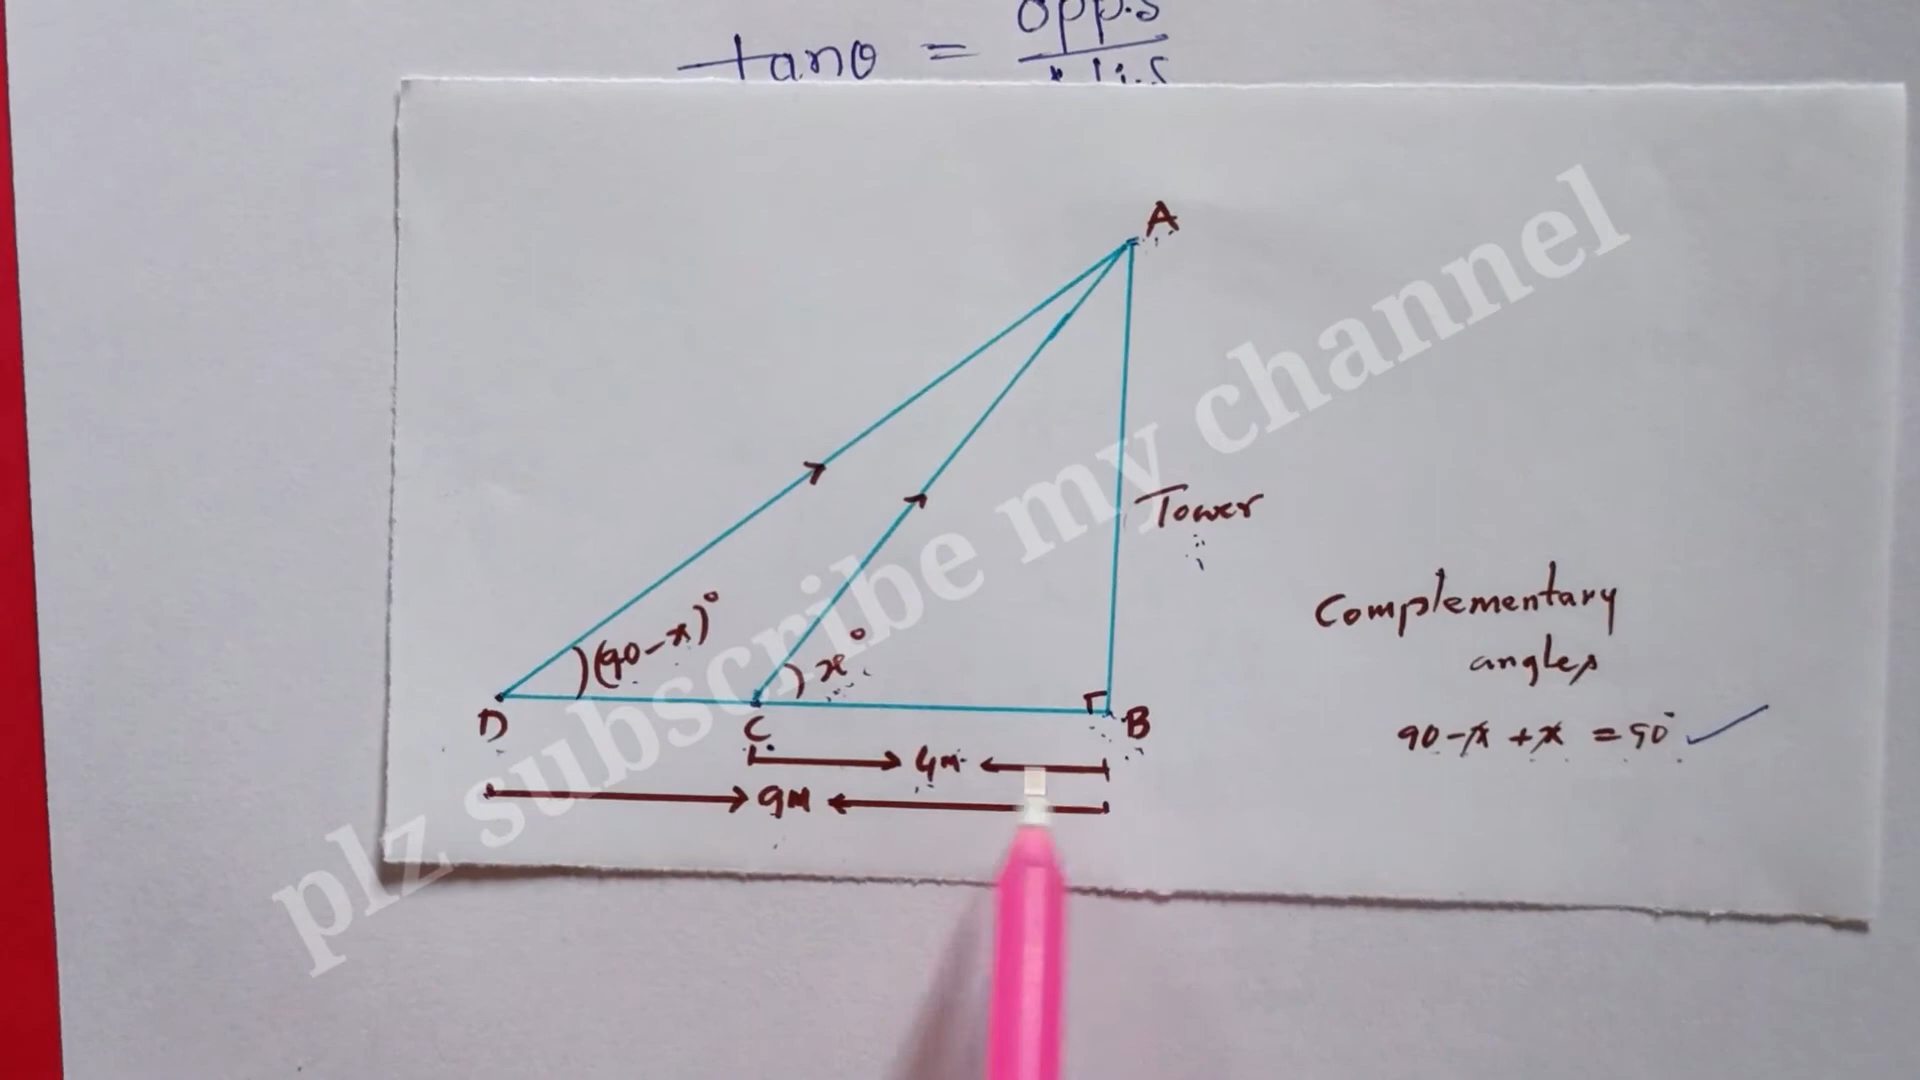 tanθ = opp.s
A
Tower
(90-x)°
x°
Complementary
angles
D
C
B
90-x+x = 90°
4m
9m
plz subscribe my channel